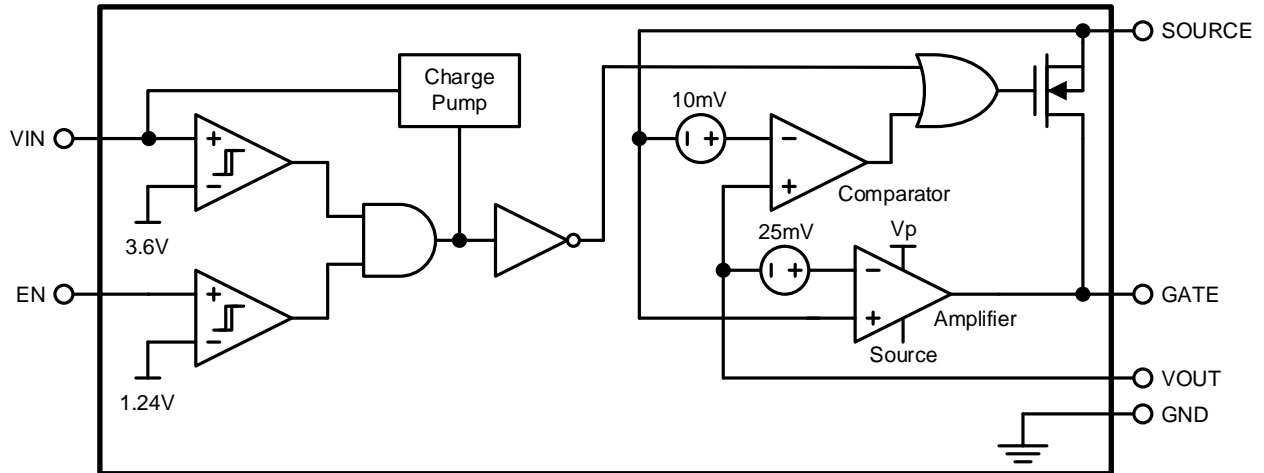 SOURCE
Charge
Pump
10mV
VIN
+
−
+
−
Comparator
3.6V
25mV
Vp
EN
+
−
+
−
GATE
Amplifier
Source
VOUT
1.24V
GND